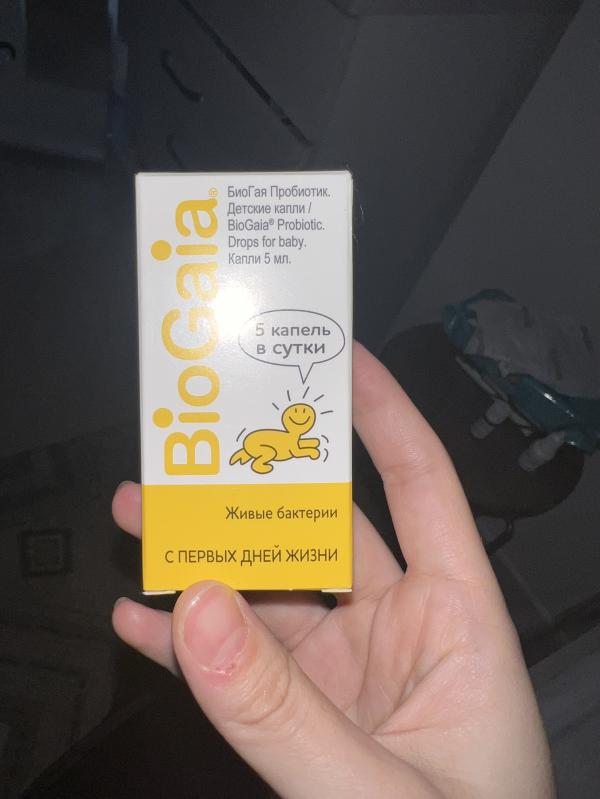 BioGaia®
БиоГая Пробиотик.
Детские капли /
BioGaia® Probiotic.
Drops for baby.
Капли 5 мл.
5 капель
в сутки
Живые бактерии
С ПЕРВЫХ ДНЕЙ ЖИЗНИ